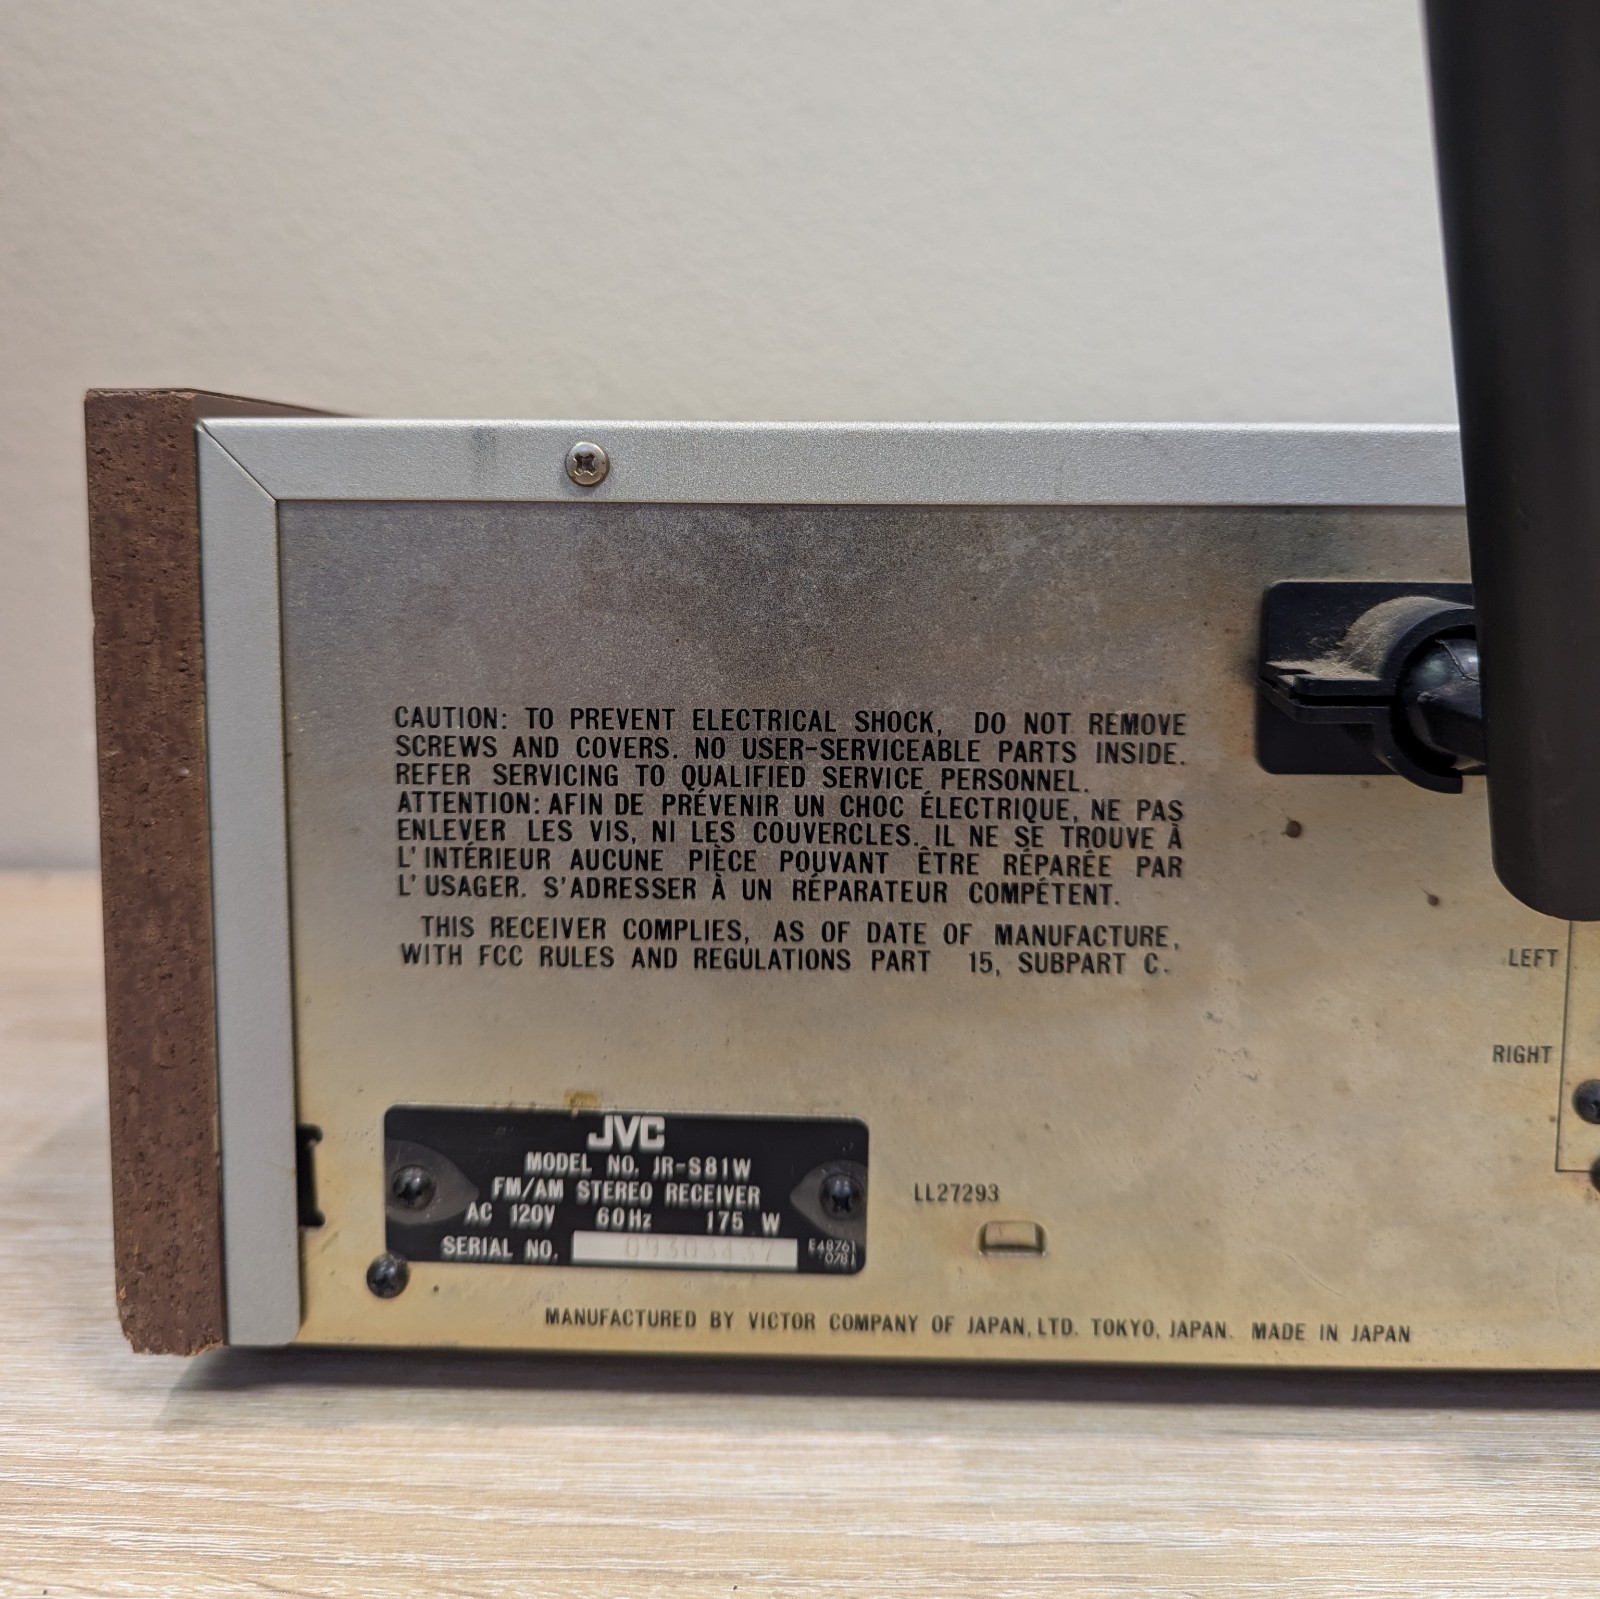 CAUTION: TO PREVENT ELECTRICAL SHOCK, DO NOT REMOVE
SCREWS AND COVERS. NO USER-SERVICEABLE PARTS INSIDE.
REFER SERVICING TO QUALIFIED SERVICE PERSONNEL.
ATTENTION: AFIN DE PRÉVENIR UN CHOC ÉLECTRIQUE, NE PAS
ENLEVER LES VIS, NI LES COUVERCLES. IL NE SE TROUVE À
L'INTÉRIEUR AUCUNE PIÈCE POUVANT ÊTRE RÉPARÉE PAR
L'USAGER. S'ADRESSER À UN RÉPARATEUR COMPÉTENT.
THIS RECEIVER COMPLIES, AS OF DATE OF MANUFACTURE,
WITH FCC RULES AND REGULATIONS PART 15, SUBPART C.
LEFT
RIGHT
JVC
MODEL NO. JR-S81W
FM/AM STEREO RECEIVER
AC 120V 60Hz 175 W
SERIAL NO. 09303437
E48761
LL27293
MANUFACTURED BY VICTOR COMPANY OF JAPAN, LTD. TOKYO, JAPAN. MADE IN JAPAN